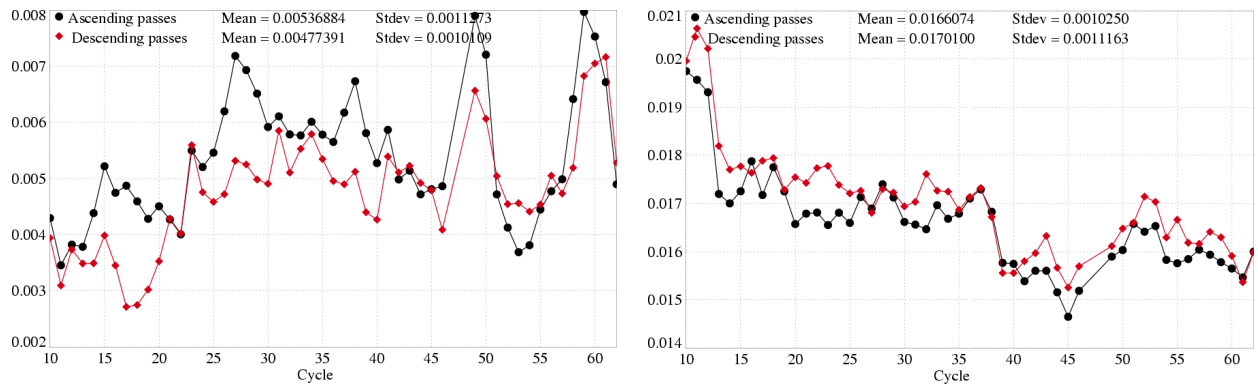 Ascending passes Mean = 0.00536884 Stdev = 0.0011273
Descending passes Mean = 0.00477391 Stdev = 0.0010109
0.008
0.007
0.006
0.005
0.004
0.003
0.002
10 15 20 25 30 35 40 45 50 55 60
Cycle
Ascending passes Mean = 0.0166074 Stdev = 0.0010250
Descending passes Mean = 0.0170100 Stdev = 0.0011163
0.021
0.02
0.019
0.018
0.017
0.016
0.015
0.014
10 15 20 25 30 35 40 45 50 55 60
Cycle